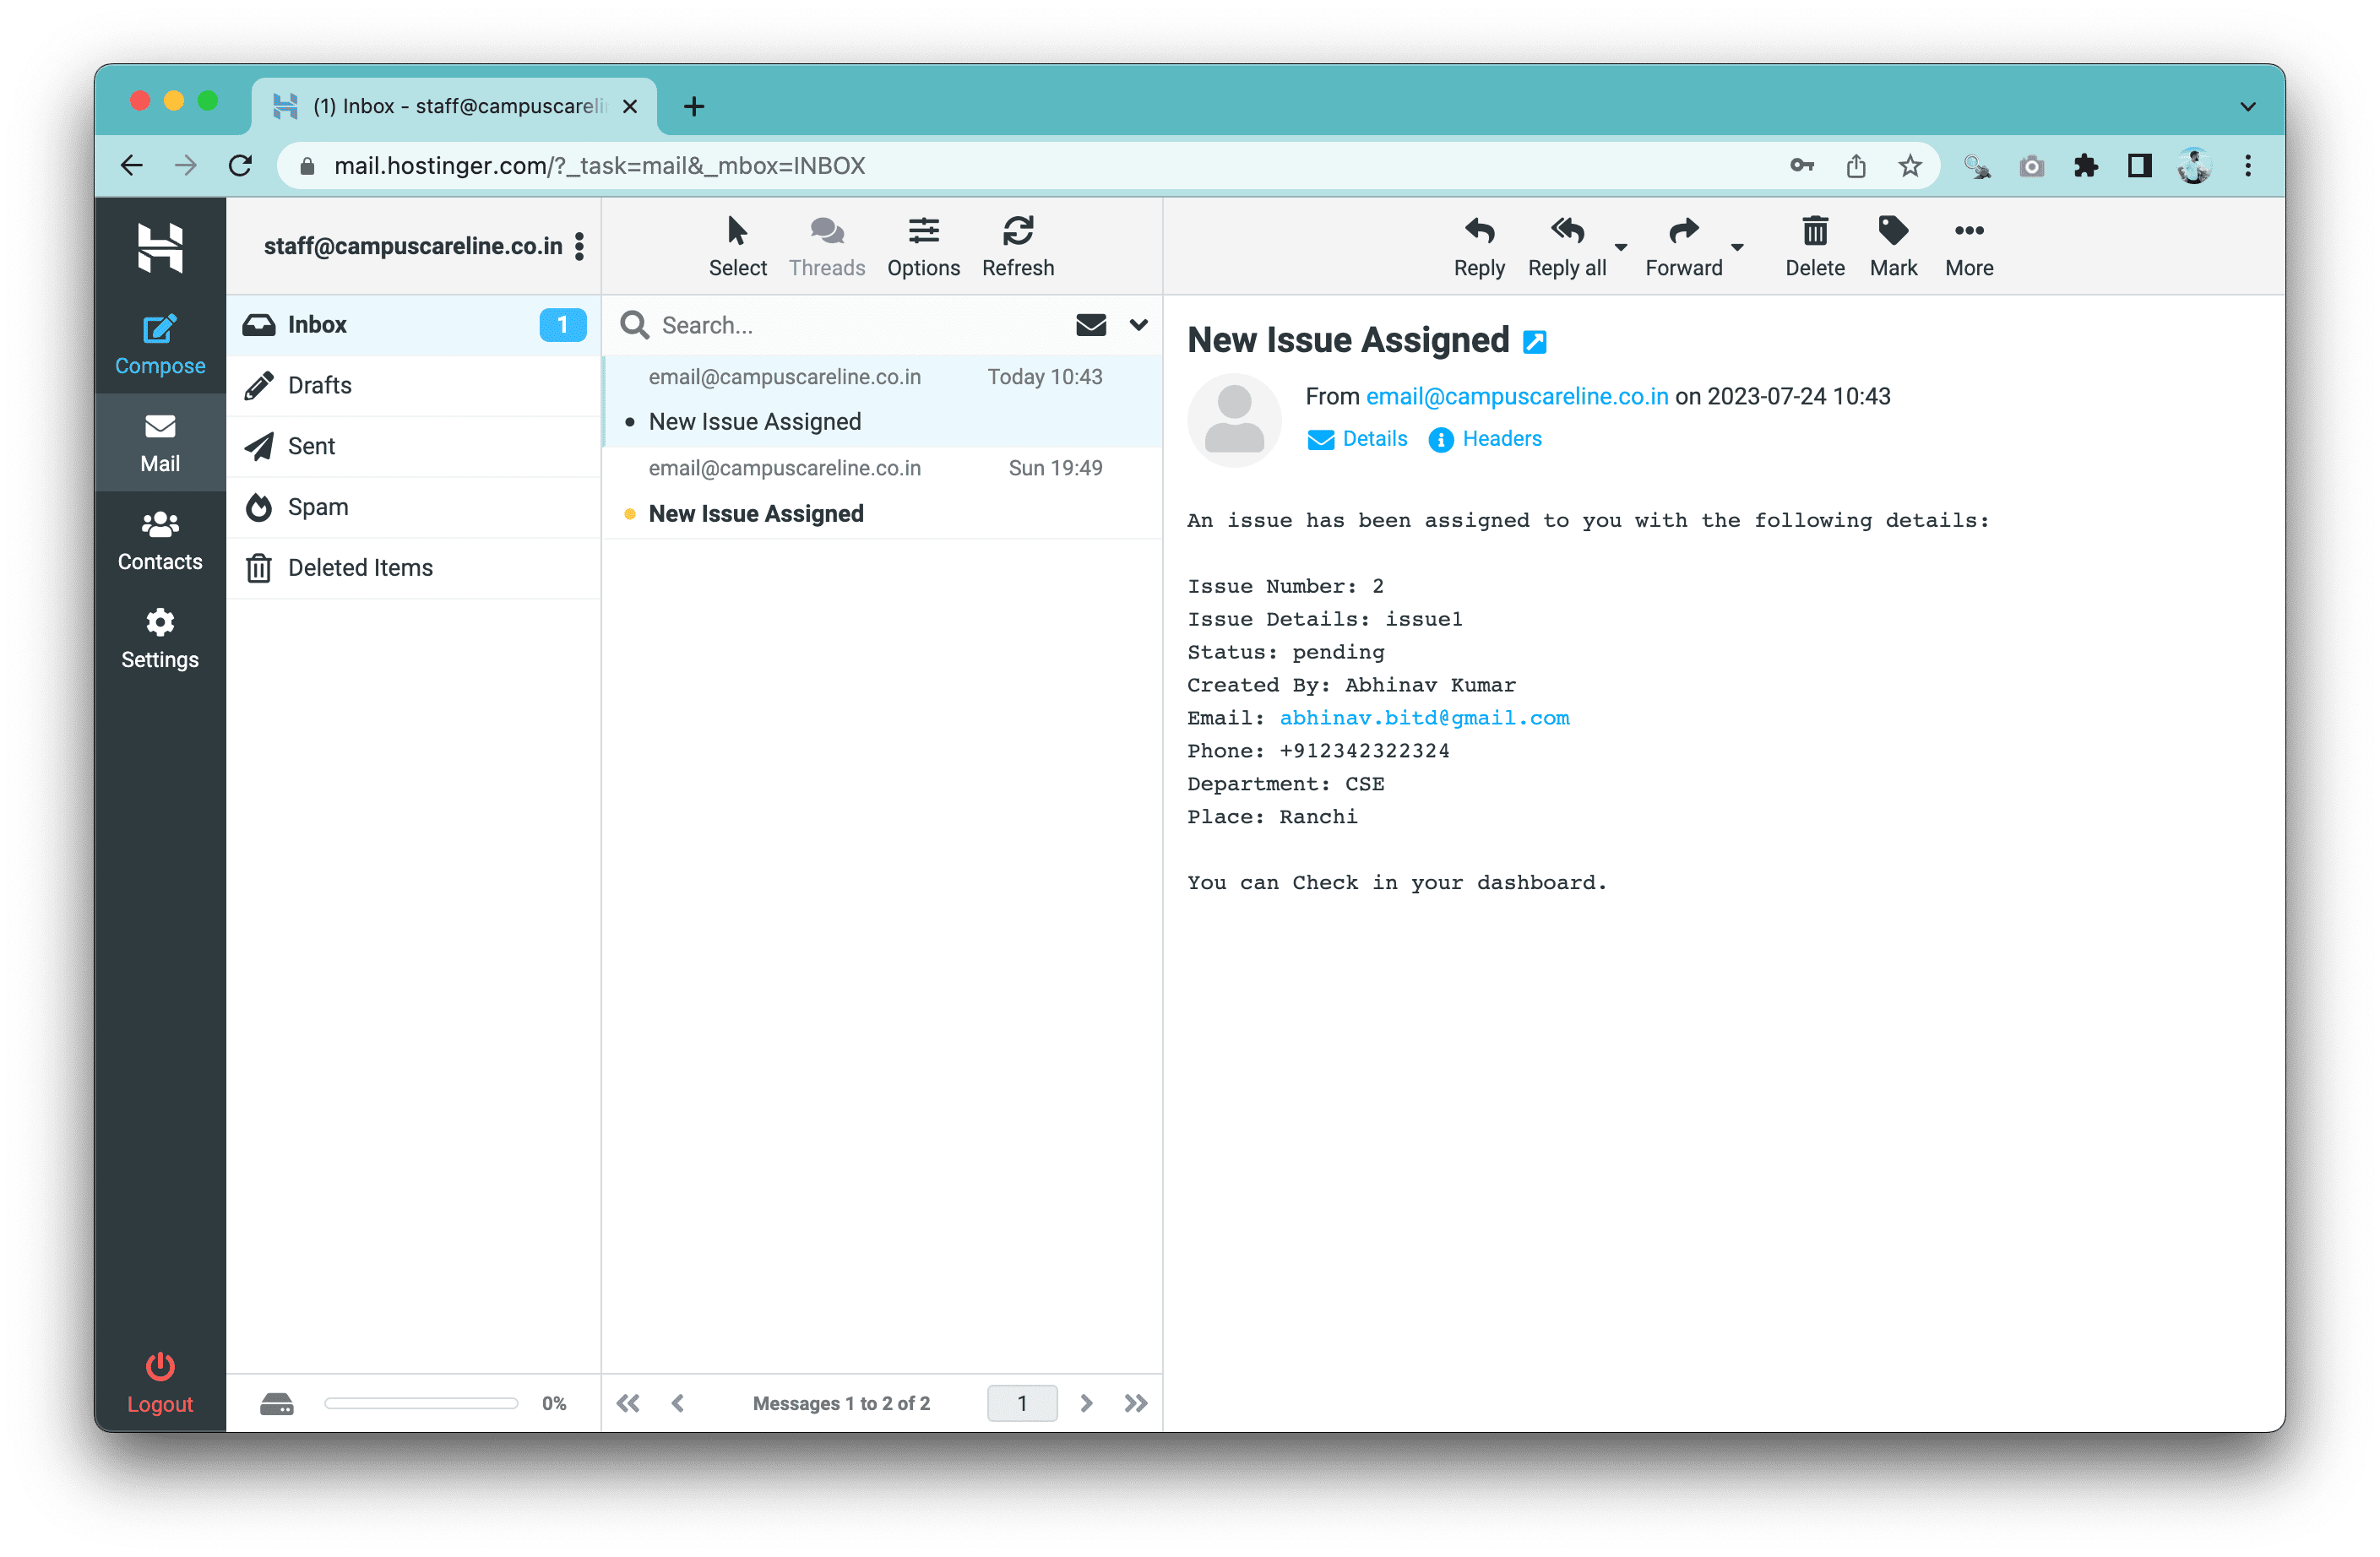 (1) Inbox - staff@campuscareli
mail.hostinger.com/?_task=mail&_mbox=INBOX
staff@campuscareline.co.in
Select
Threads
Options
Refresh
Reply
Reply all
Forward
Delete
Mark
More
Compose
Mail
Contacts
Settings
Logout
Inbox 1
Drafts
Sent
Spam
Deleted Items
0%
Search...
email@campuscareline.co.in Today 10:43
New Issue Assigned
email@campuscareline.co.in Sun 19:49
New Issue Assigned
Messages 1 to 2 of 2 1
New Issue Assigned
From email@campuscareline.co.in on 2023-07-24 10:43
Details Headers
An issue has been assigned to you with the following details:
Issue Number: 2
Issue Details: issue1
Status: pending
Created By: Abhinav Kumar
Email: abhinav.bitd@gmail.com
Phone: +912342322324
Department: CSE
Place: Ranchi
You can Check in your dashboard.